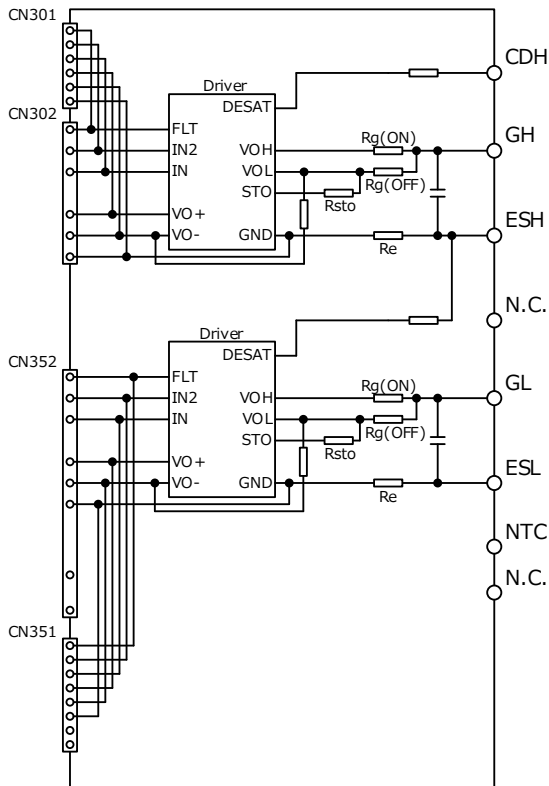 CN301
CDH
Driver
DESAT
CN302
FLT
VOH
Rg(ON)
GH
IN2
IN
VOL
Rg(OFF)
STO
Rsto
VO+
VO-
GND
Re
ESH
N.C.
Driver
DESAT
CN352
FLT
VOH
Rg(ON)
GL
IN2
IN
VOL
Rg(OFF)
STO
Rsto
VO+
VO-
GND
Re
ESL
NTC
N.C.
CN351